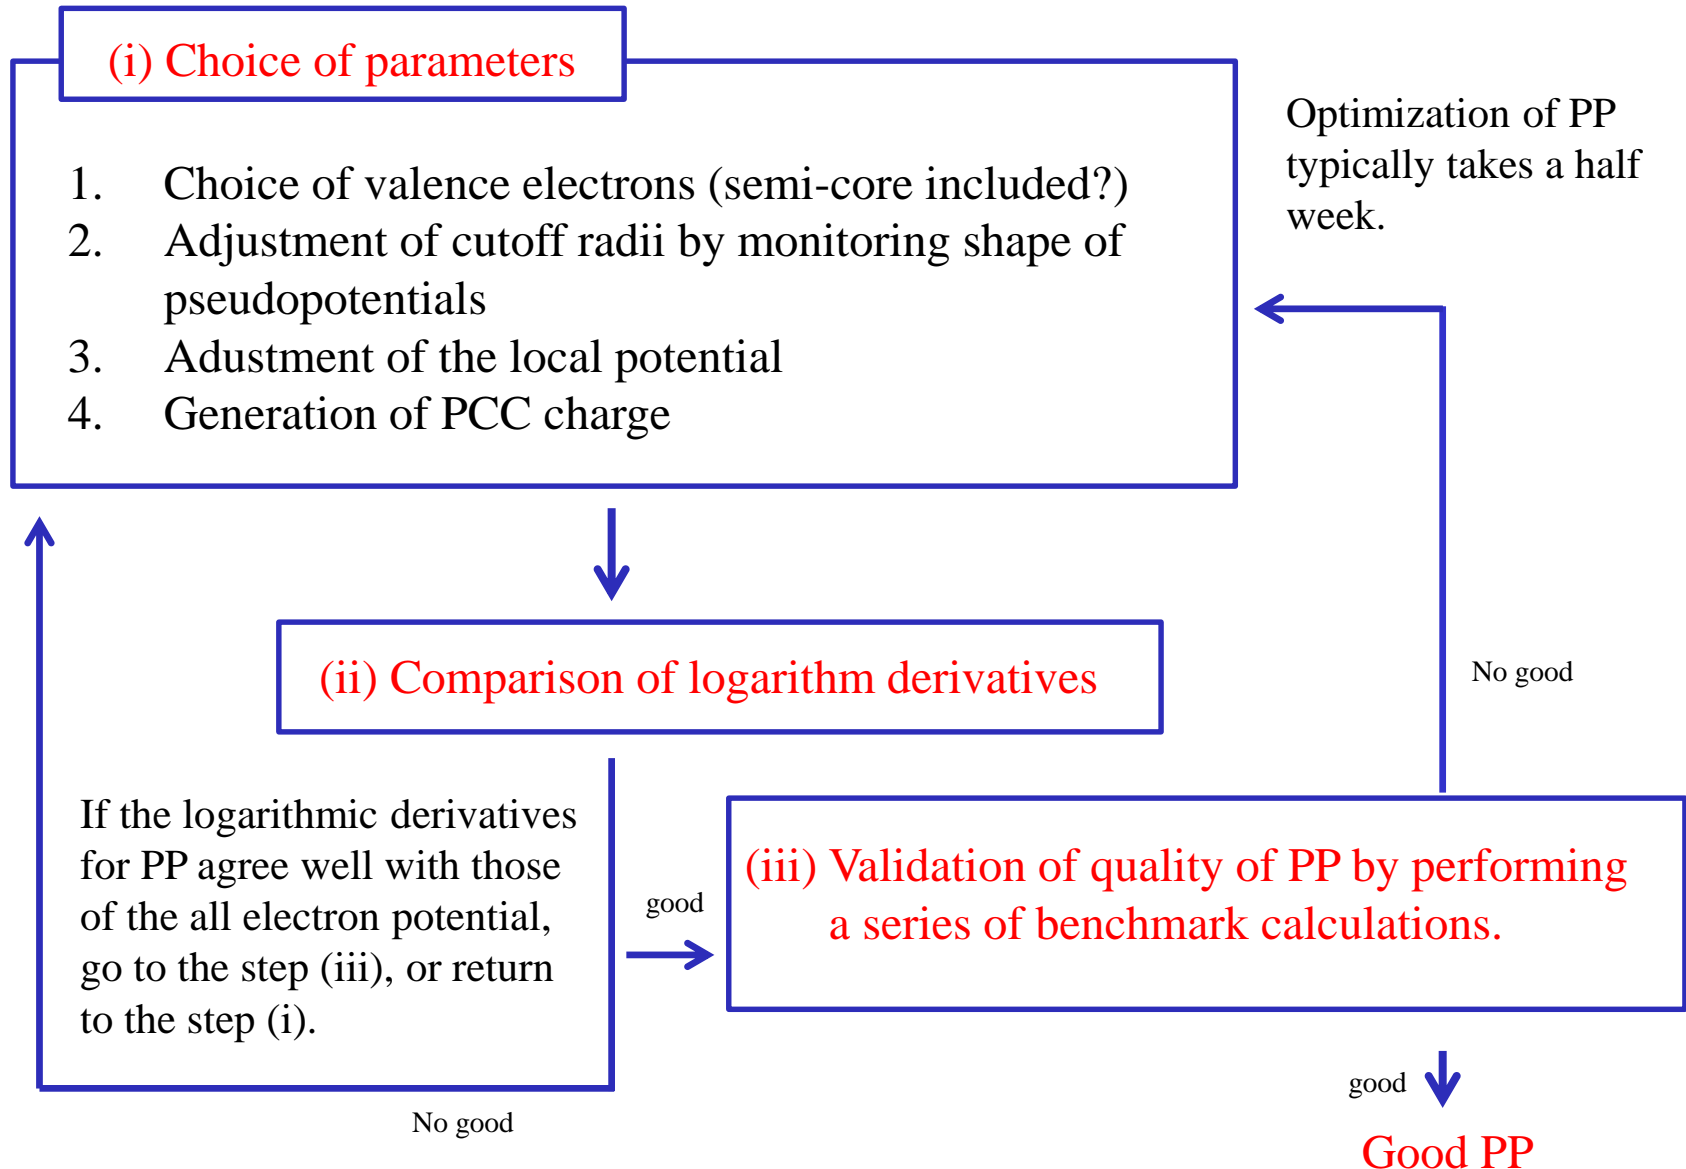 (i) Choice of parameters
Optimization of PP
typically takes a half
week.
1. Choice of valence electrons (semi-core included?)
2. Adjustment of cutoff radii by monitoring shape of
pseudopotentials
3. Adustment of the local potential
4. Generation of PCC charge
(ii) Comparison of logarithm derivatives
No good
If the logarithmic derivatives
for PP agree well with those
of the all electron potential,
go to the step (iii), or return
to the step (i).
good
(iii) Validation of quality of PP by performing
a series of benchmark calculations.
No good
good
Good PP